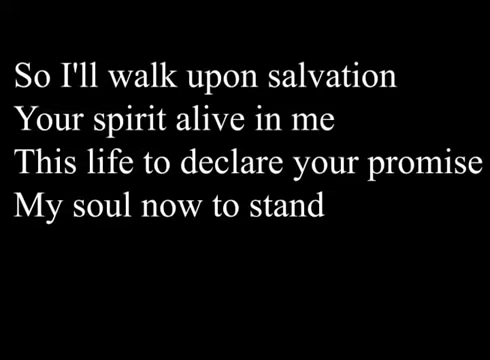 So I'll walk upon salvation
Your spirit alive in me
This life to declare your promise
My soul now to stand